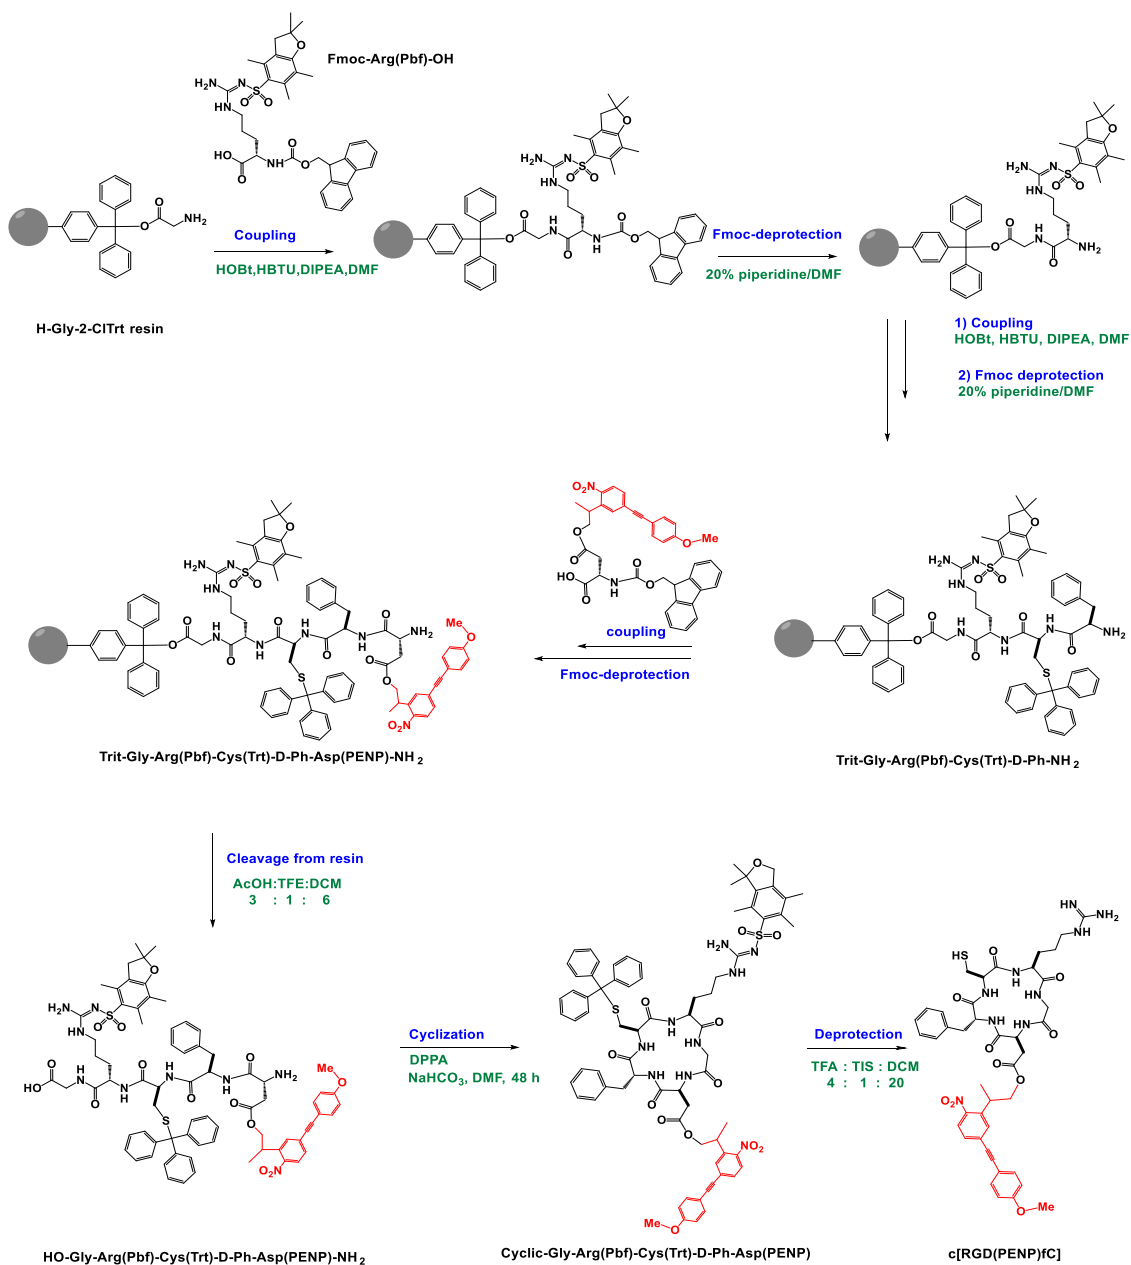 Fmoc-Arg(Pbf)-OH
H-Gly-2-ClTrt resin
Coupling
HOBt,HBTU,DIPEA,DMF
Fmoc-deprotection
20% piperidine/DMF
1) Coupling
HOBt, HBTU, DIPEA, DMF
2) Fmoc deprotection
20% piperidine/DMF
coupling
Fmoc-deprotection
Trit-Gly-Arg(Pbf)-Cys(Trt)-D-Ph-Asp(PENP)-NH2
Trit-Gly-Arg(Pbf)-Cys(Trt)-D-Ph-NH2
Cleavage from resin
AcOH:TFE:DCM
3 : 1 : 6
Cyclization
DPPA
NaHCO3, DMF, 48 h
Deprotection
TFA : TIS : DCM
4 : 1 : 20
HO-Gly-Arg(Pbf)-Cys(Trt)-D-Ph-Asp(PENP)-NH2
Cyclic-Gly-Arg(Pbf)-Cys(Trt)-D-Ph-Asp(PENP)
c[RGD(PENP)fC]